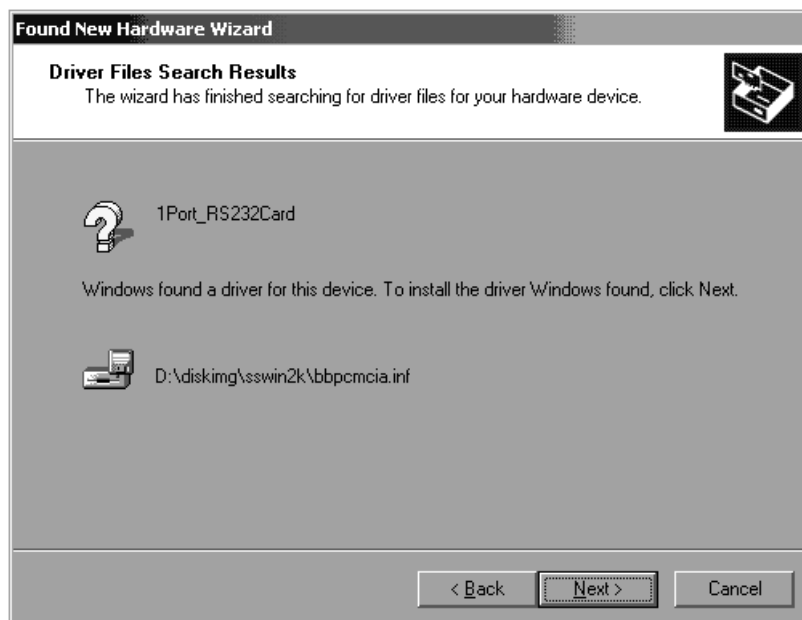 Found New Hardware Wizard
Driver Files Search Results
The wizard has finished searching for driver files for your hardware device.
1Port_RS232Card
Windows found a driver for this device. To install the driver Windows found, click Next.
D:\diskimg\sswin2k\bbpcmcia.inf
< Back
Next >
Cancel